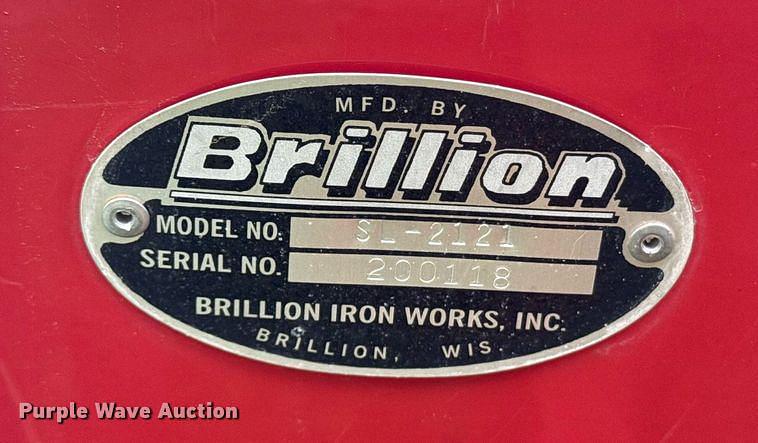 MFD. BY
Brillion
MODEL NO. SL-2121
SERIAL NO. 200118
BRILLION IRON WORKS, INC.
BRILLION, WIS.
Purple Wave Auction